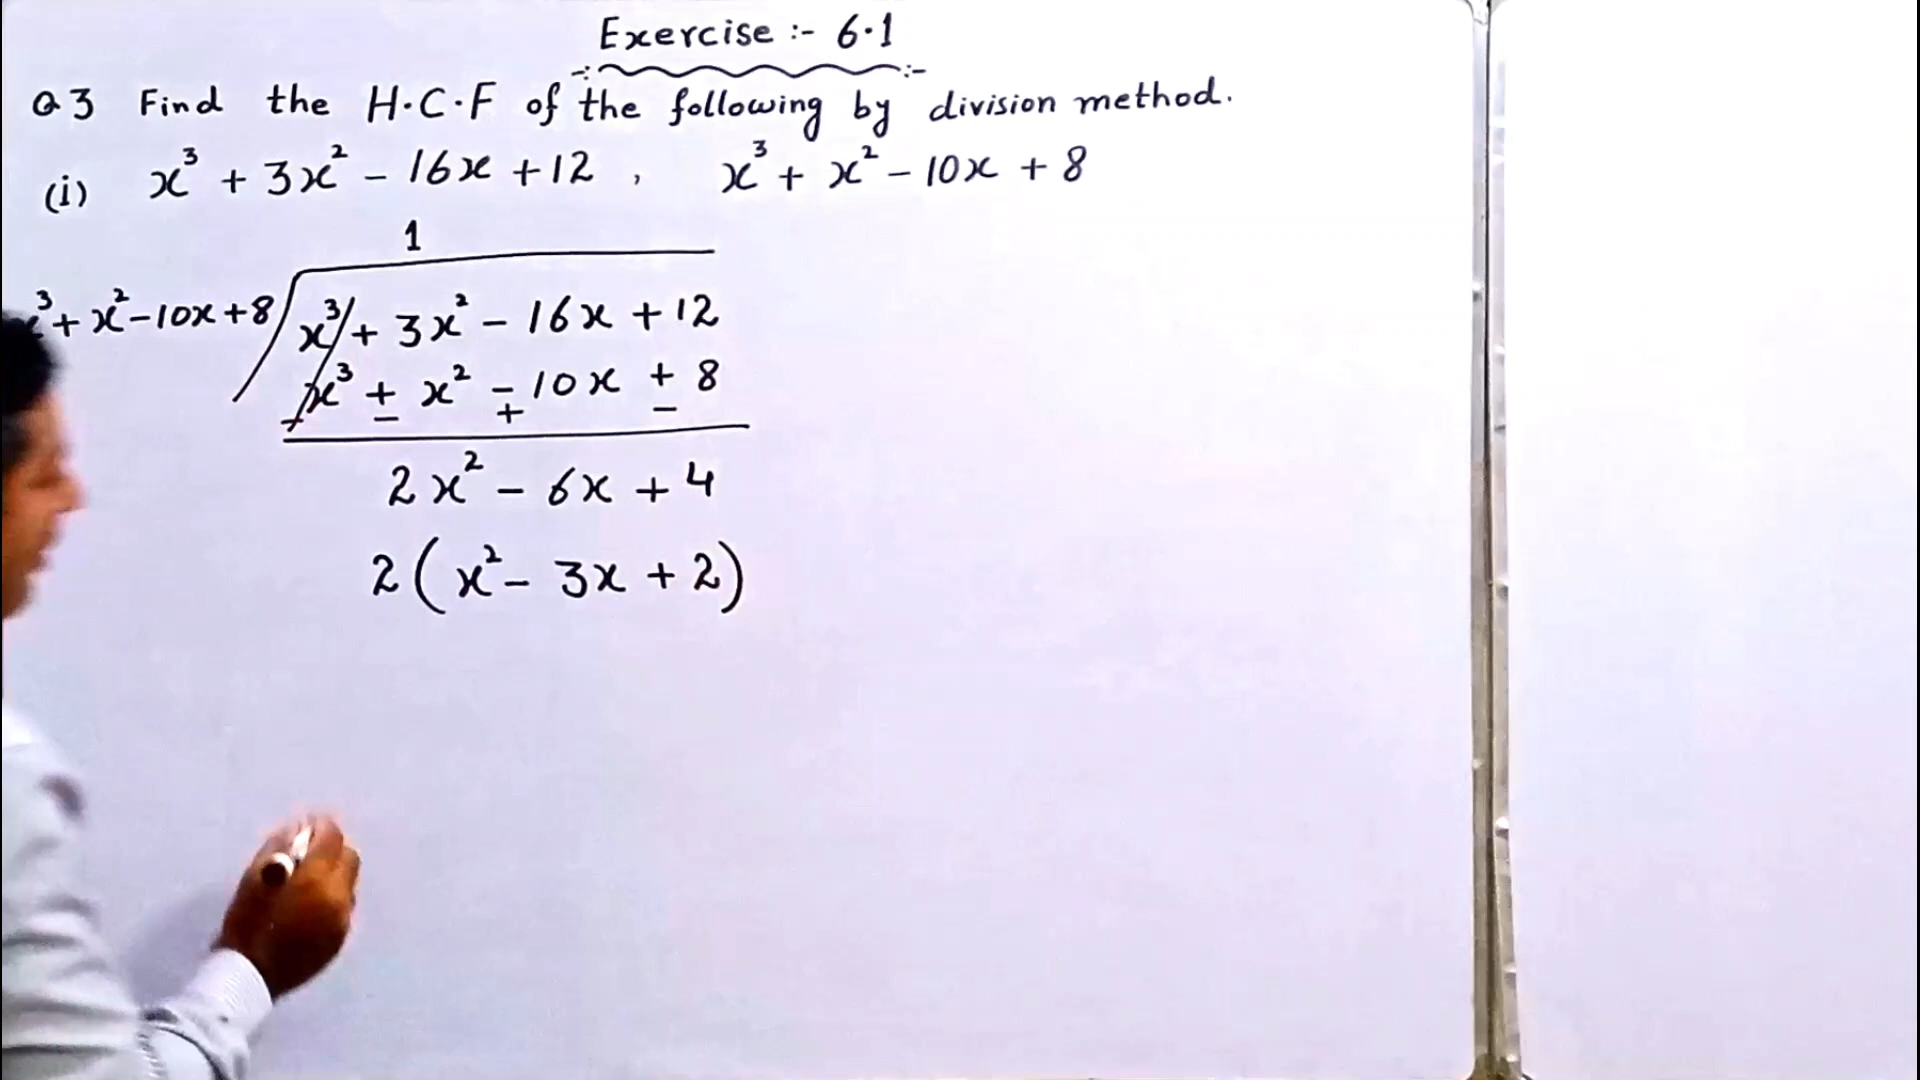 Exercise :- 6.1
Q3 Find the H.C.F of the following by division method.
(i) x³ + 3x² - 16x + 12 , x³ + x² - 10x + 8
1
³ + x² - 10x + 8 x³ + 3x² - 16x + 12
x³ + x² - 10x + 8
- - + -
2x² - 6x + 4
2(x² - 3x + 2)